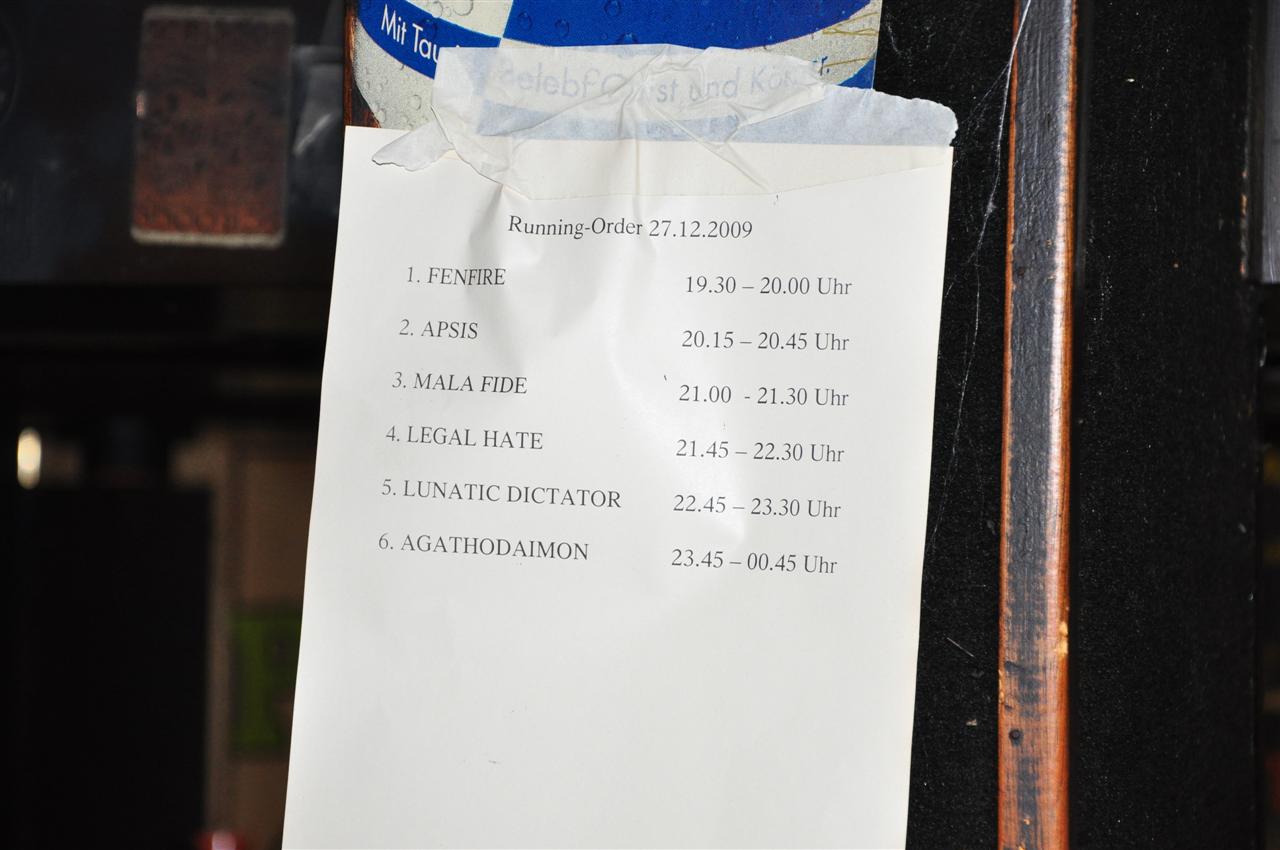 Mit Tau
Running-Order 27.12.2009
1. FENFIRE 19.30 – 20.00 Uhr
2. APSIS 20.15 – 20.45 Uhr
3. MALA FIDE 21.00 - 21.30 Uhr
4. LEGAL HATE 21.45 – 22.30 Uhr
5. LUNATIC DICTATOR 22.45 – 23.30 Uhr
6. AGATHODAIMON 23.45 – 00.45 Uhr